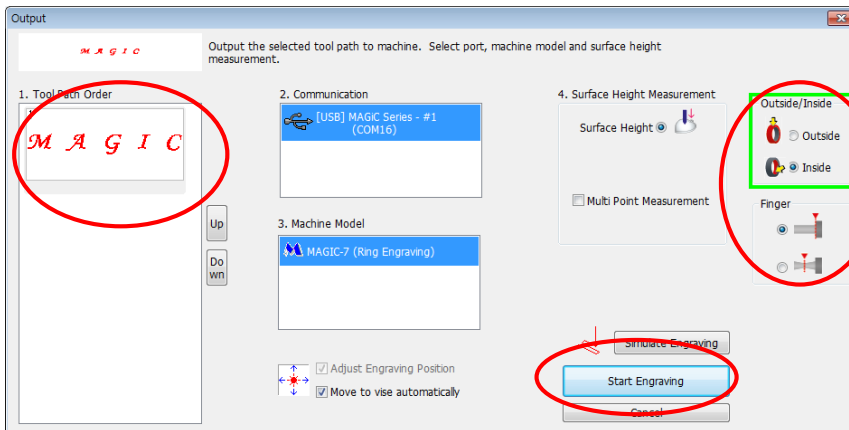 Output
M A G I C
Output the selected tool path to machine. Select port, machine model and surface height
measurement.
1. Tool Path Order
M A G I C
Up
Do
wn
2. Communication
[USB] MAGiC Series - #1
(COM16)
3. Machine Model
MAGIC-7 (Ring Engraving)
Adjust Engraving Position
Move to vise automatically
4. Surface Height Measurement
Surface Height
Multi Point Measurement
Outside/Inside
Outside
Inside
Finger
Simulate Engraving
Start Engraving
Cancel